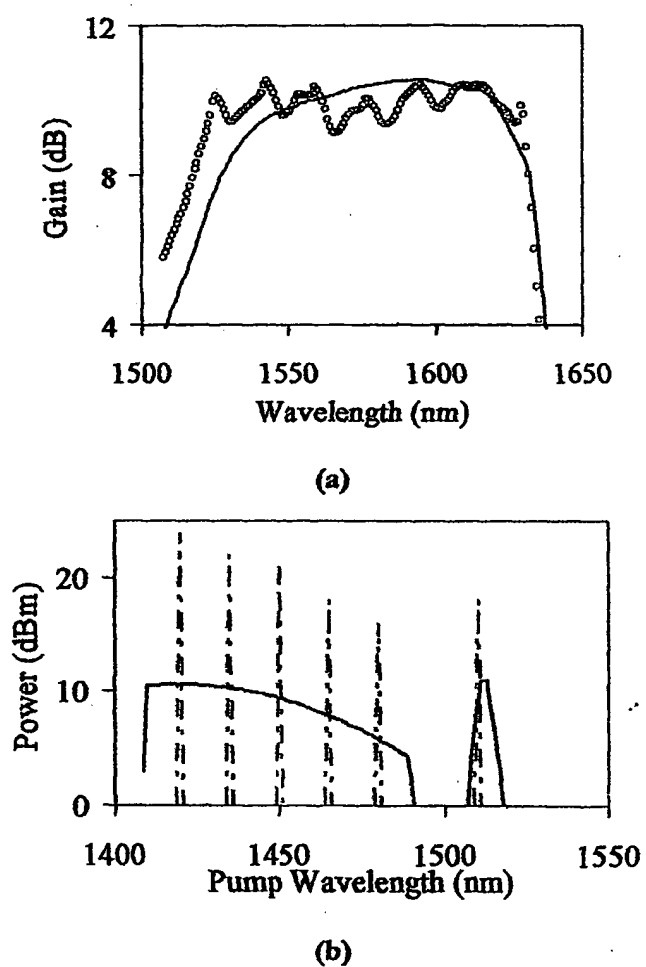 12
8
4
Gain (dB)
1500 1550 1600 1650
Wavelength (nm)
(a)
20
10
0
Power (dBm)
1400 1450 1500 1550
Pump Wavelength (nm)
(b)